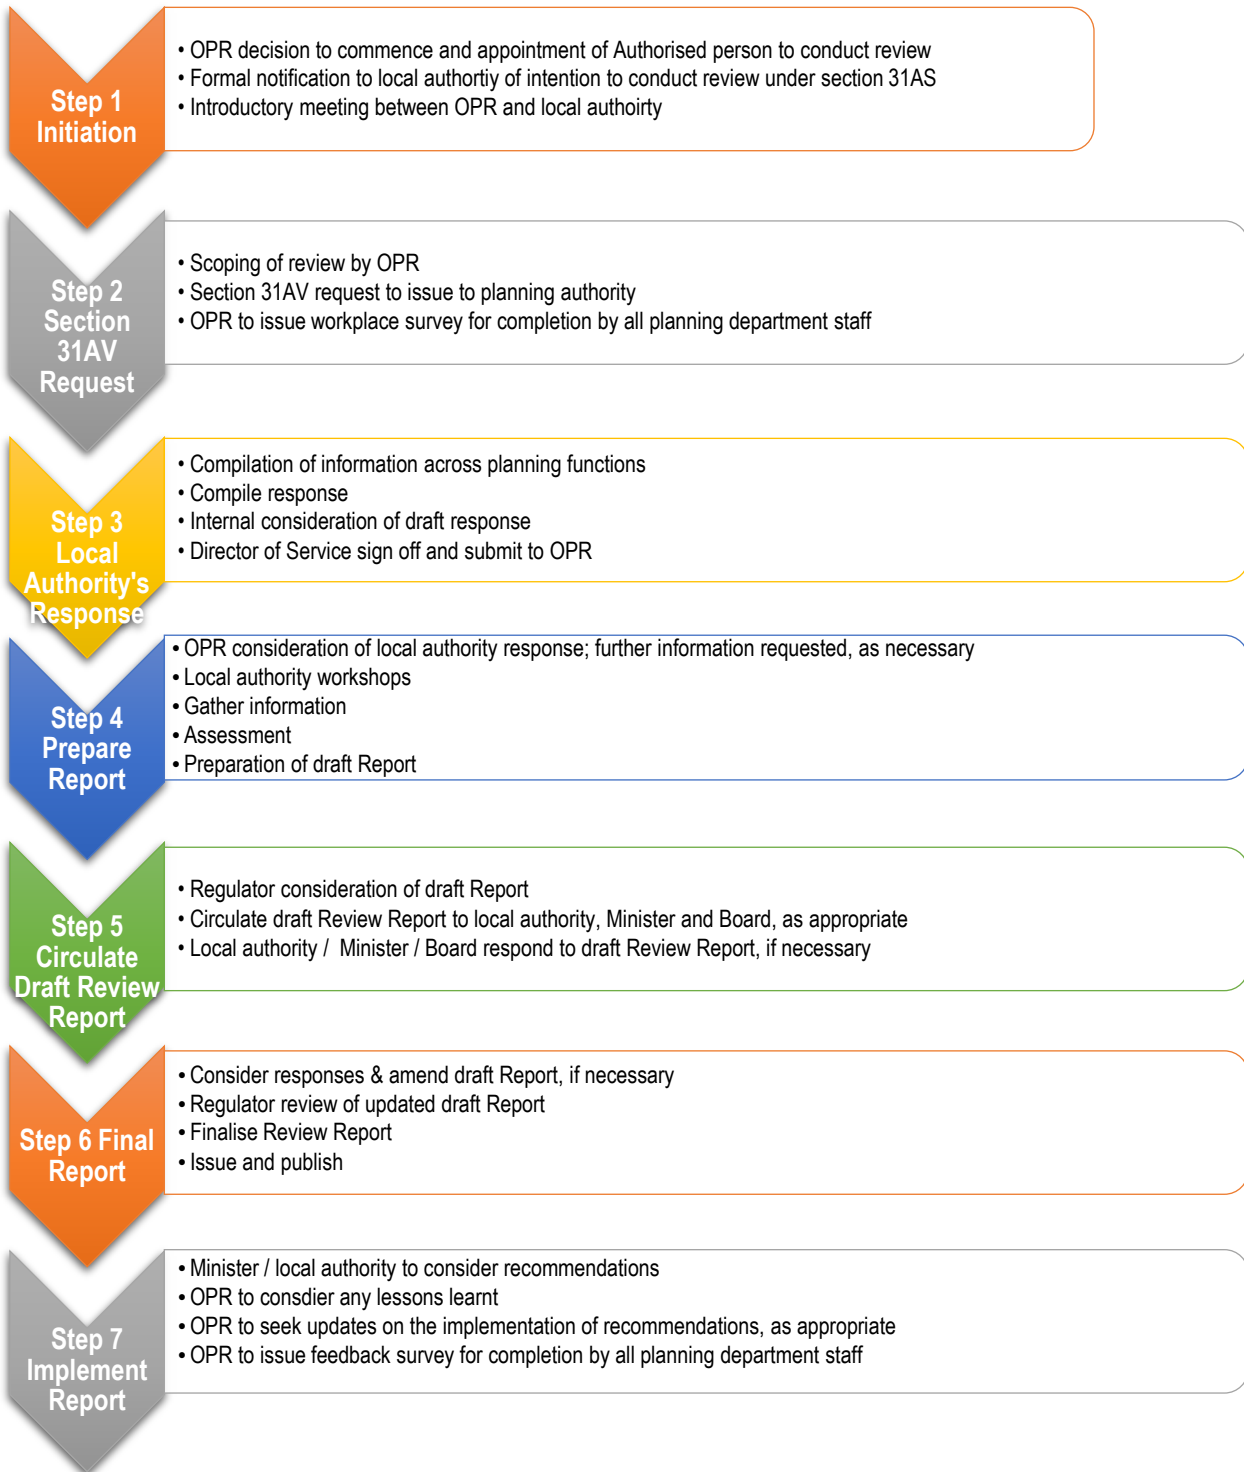 Step 1
Initiation
• OPR decision to commence and appointment of Authorised person to conduct review
• Formal notification to local authortiy of intention to conduct review under section 31AS
• Introductory meeting between OPR and local authoirty
Step 2
Section
31AV
Request
• Scoping of review by OPR
• Section 31AV request to issue to planning authority
• OPR to issue workplace survey for completion by all planning department staff
Step 3
Local
Authority's
Response
• Compilation of information across planning functions
• Compile response
• Internal consideration of draft response
• Director of Service sign off and submit to OPR
Step 4
Prepare
Report
• OPR consideration of local authority response; further information requested, as necessary
• Local authority workshops
• Gather information
• Assessment
• Preparation of draft Report
Step 5
Circulate
Draft Review
Report
• Regulator consideration of draft Report
• Circulate draft Review Report to local authority, Minister and Board, as appropriate
• Local authority / Minister / Board respond to draft Review Report, if necessary
Step 6 Final
Report
• Consider responses & amend draft Report, if necessary
• Regulator review of updated draft Report
• Finalise Review Report
• Issue and publish
Step 7
Implement
Report
• Minister / local authority to consider recommendations
• OPR to consdier any lessons learnt
• OPR to seek updates on the implementation of recommendations, as appropriate
• OPR to issue feedback survey for completion by all planning department staff